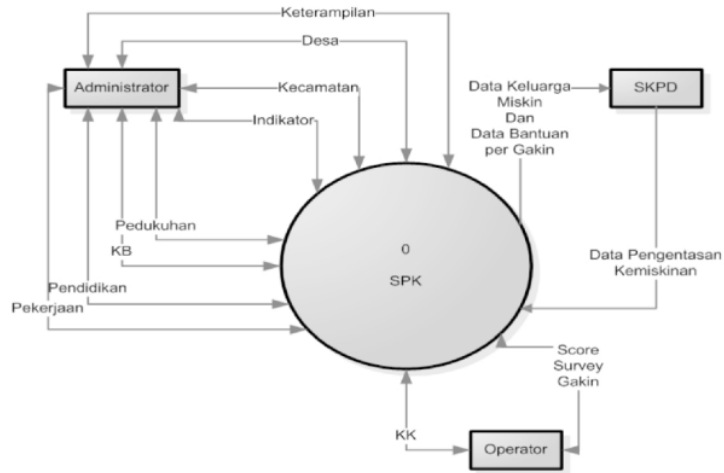 Keterampilan
Desa
Administrator
Kecamatan
Indikator
Data Keluarga
Miskin
Dan
Data Bantuan
per Gakin
SKPD
Pedukuhan
KB
Pendidikan
Pekerjaan
0
SPK
Data Pengentasan
Kemiskinan
Score
Survey
Gakin
KK
Operator